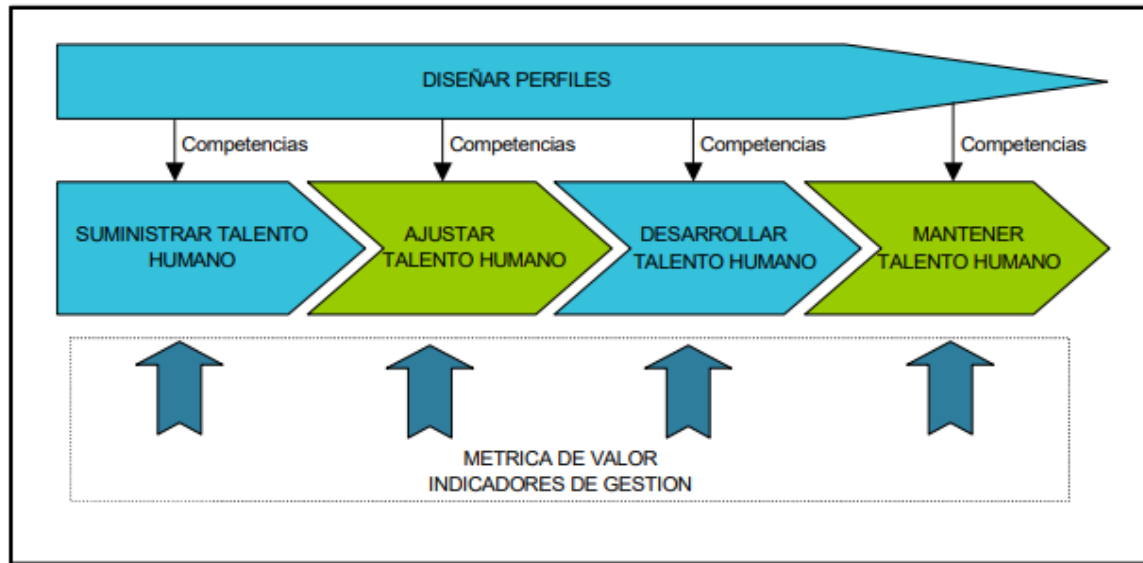 DISEÑAR PERFILES
Competencias
Competencias
Competencias
Competencias
SUMINISTRAR TALENTO
HUMANO
AJUSTAR
TALENTO HUMANO
DESARROLLAR
TALENTO HUMANO
MANTENER
TALENTO HUMANO
METRICA DE VALOR
INDICADORES DE GESTION